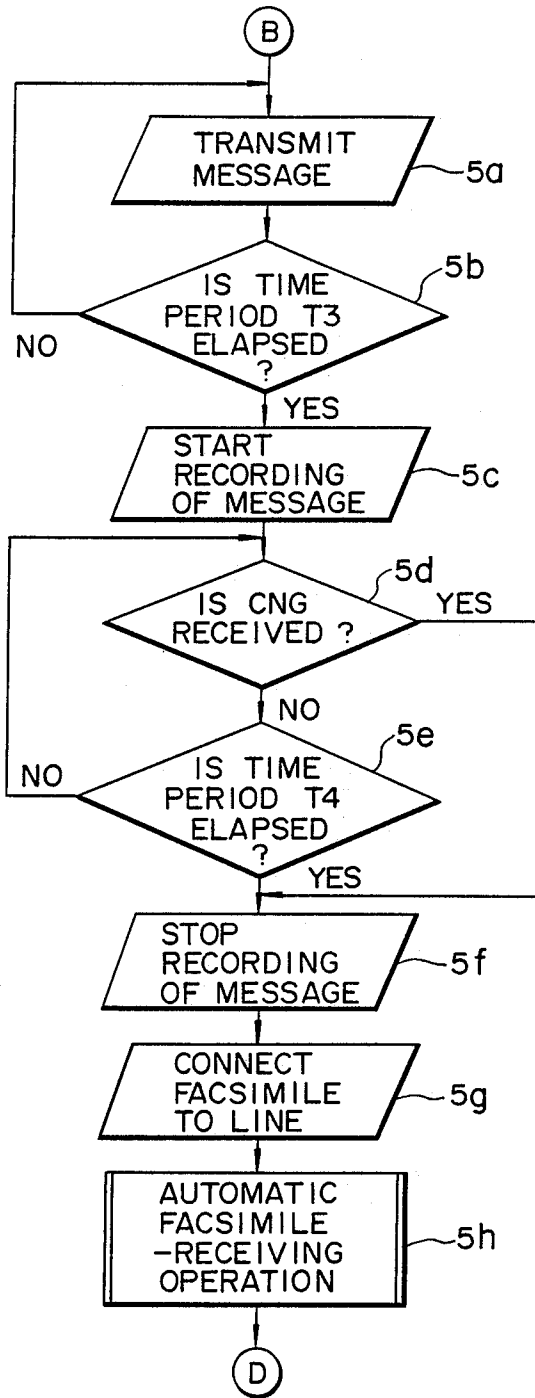 B
TRANSMIT
MESSAGE
5a
5b
IS TIME
PERIOD T3
ELAPSED
?
NO
YES
START
RECORDING
OF MESSAGE
5c
5d
IS CNG
RECEIVED ?
YES
NO
5e
IS TIME
PERIOD T4
ELAPSED
?
NO
YES
STOP
RECORDING
OF MESSAGE
5f
CONNECT
FACSIMILE
TO LINE
5g
AUTOMATIC
FACSIMILE
-RECEIVING
OPERATION
5h
D